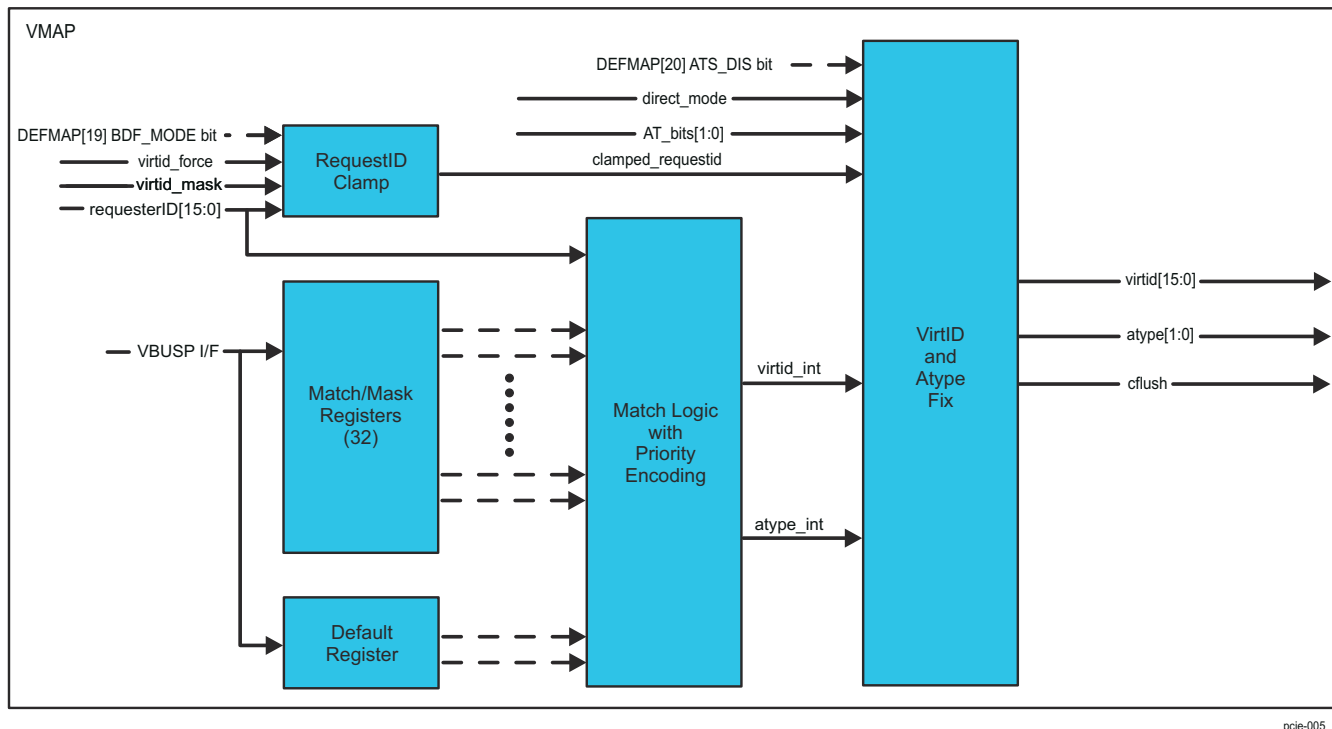 VMAP
DEFMAP[20] ATS_DIS bit
direct_mode
AT_bits[1:0]
DEFMAP[19] BDF_MODE bit
virtid_force
virtid_mask
requesterID[15:0]
RequestID
Clamp
clamped_requestid
VBUSP I/F
Match/Mask
Registers
(32)
Default
Register
Match Logic
with
Priority
Encoding
virtid_int
atype_int
VirtID
and
Atype
Fix
virtid[15:0]
atype[1:0]
cflush
pcie-005